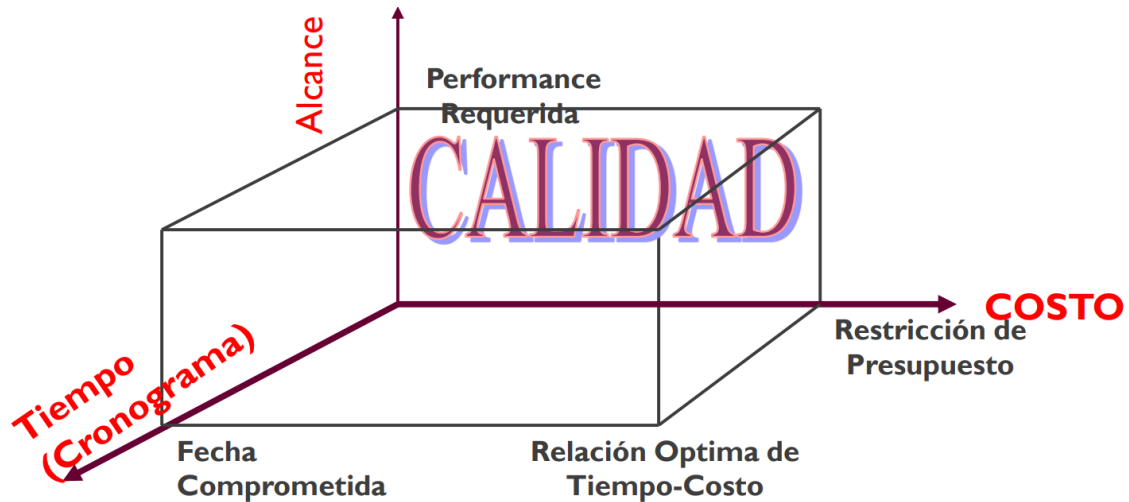 Alcance
Performance
Requerida
CALIDAD
COSTO
Restricción de
Presupuesto
Tiempo
(Cronograma)
Fecha
Comprometida
Relación Optima de
Tiempo-Costo